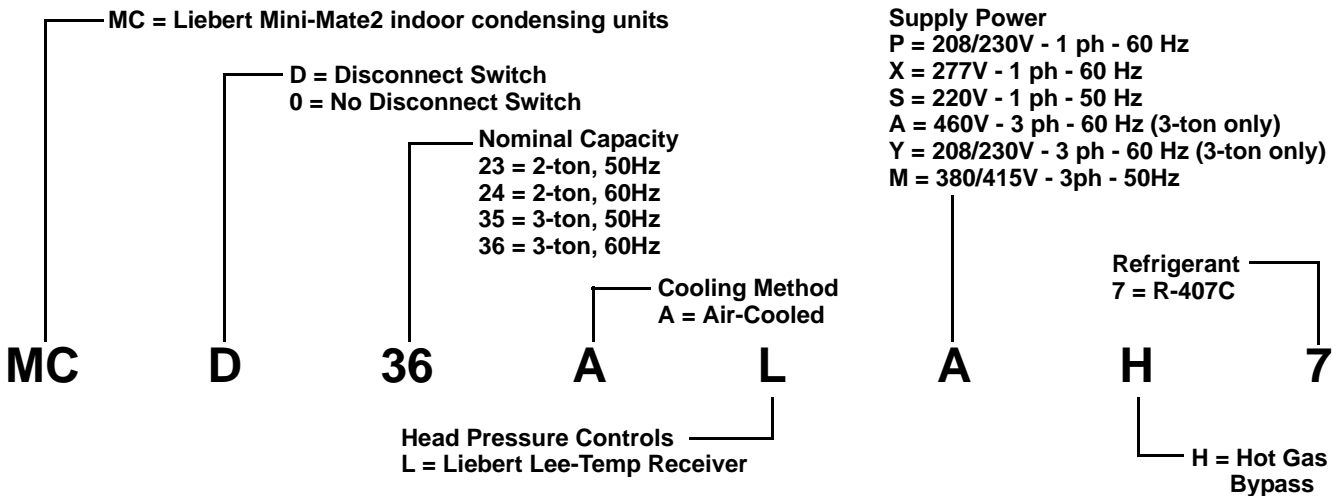 MC = Liebert Mini-Mate2 indoor condensing units
D = Disconnect Switch
0 = No Disconnect Switch
Nominal Capacity
23 = 2-ton, 50Hz
24 = 2-ton, 60Hz
35 = 3-ton, 50Hz
36 = 3-ton, 60Hz
Cooling Method
A = Air-Cooled
Supply Power
P = 208/230V - 1 ph - 60 Hz
X = 277V - 1 ph - 60 Hz
S = 220V - 1 ph - 50 Hz
A = 460V - 3 ph - 60 Hz (3-ton only)
Y = 208/230V - 3 ph - 60 Hz (3-ton only)
M = 380/415V - 3ph - 50Hz
Refrigerant
7 = R-407C
MC D 36 A L A H 7
Head Pressure Controls
L = Liebert Lee-Temp Receiver
H = Hot Gas
Bypass